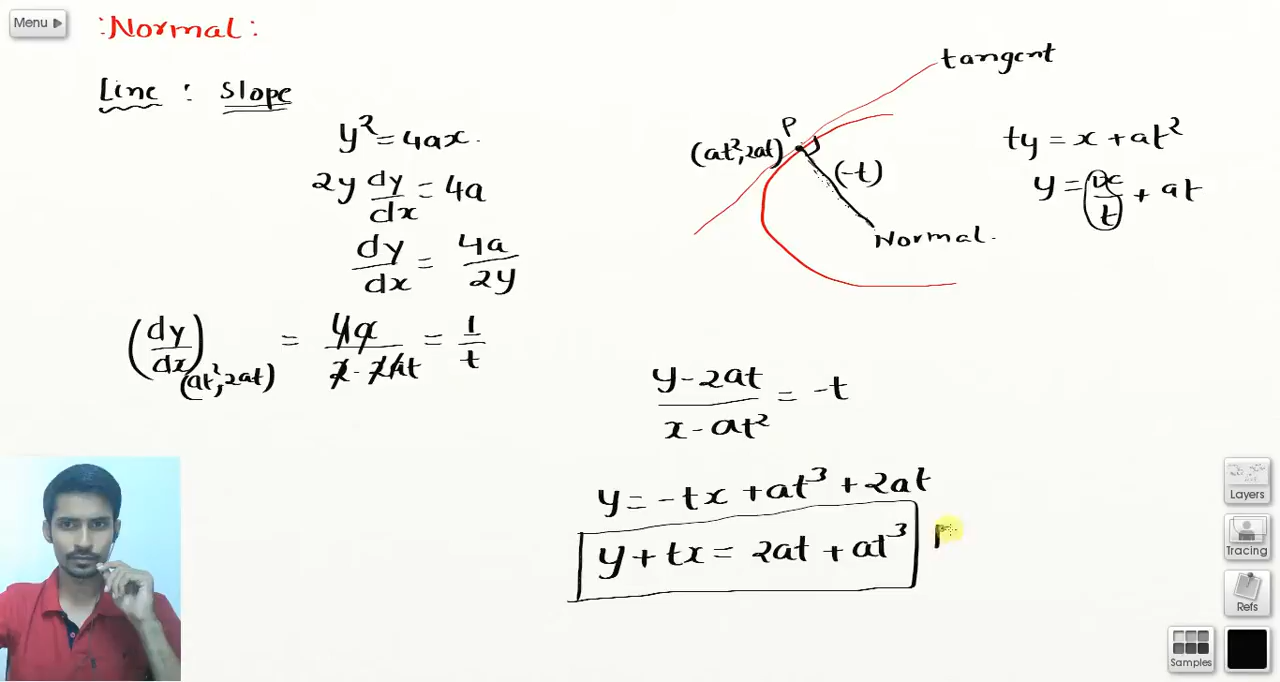 Menu
:Normal:
Line : Slope
y² = 4ax.
2y dy/dx = 4a
dy/dx = 4a/2y
(dy/dx)(at², 2at) = 4a/2·2at = 1/t
tangent
P
(at², 2at)
(-t)
Normal.
ty = x + at²
y = x/t + at
y-2at/x-at² = -t
y = -tx + at³ + 2at
y + tx = 2at + at³
Layers
Tracing
Refs
Samples